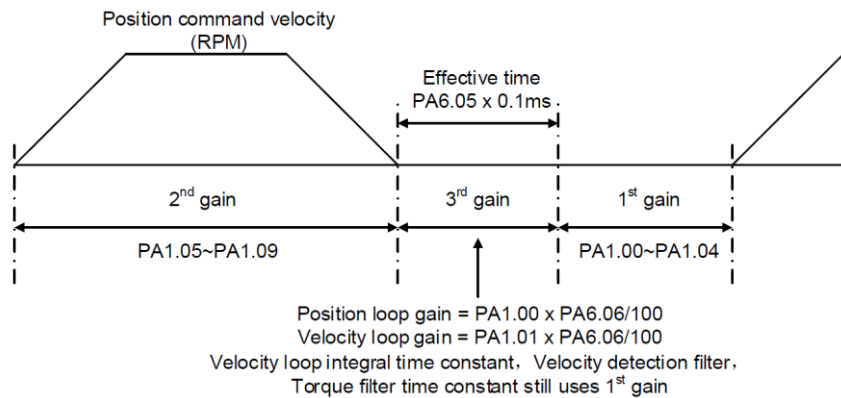 Position command velocity
(RPM)
Effective time
PA6.05 x 0.1ms
2nd gain
3rd gain
1st gain
PA1.05~PA1.09
PA1.00~PA1.04
Position loop gain = PA1.00 x PA6.06/100
Velocity loop gain = PA1.01 x PA6.06/100
Velocity loop integral time constant，Velocity detection filter，
Torque filter time constant still uses 1st gain